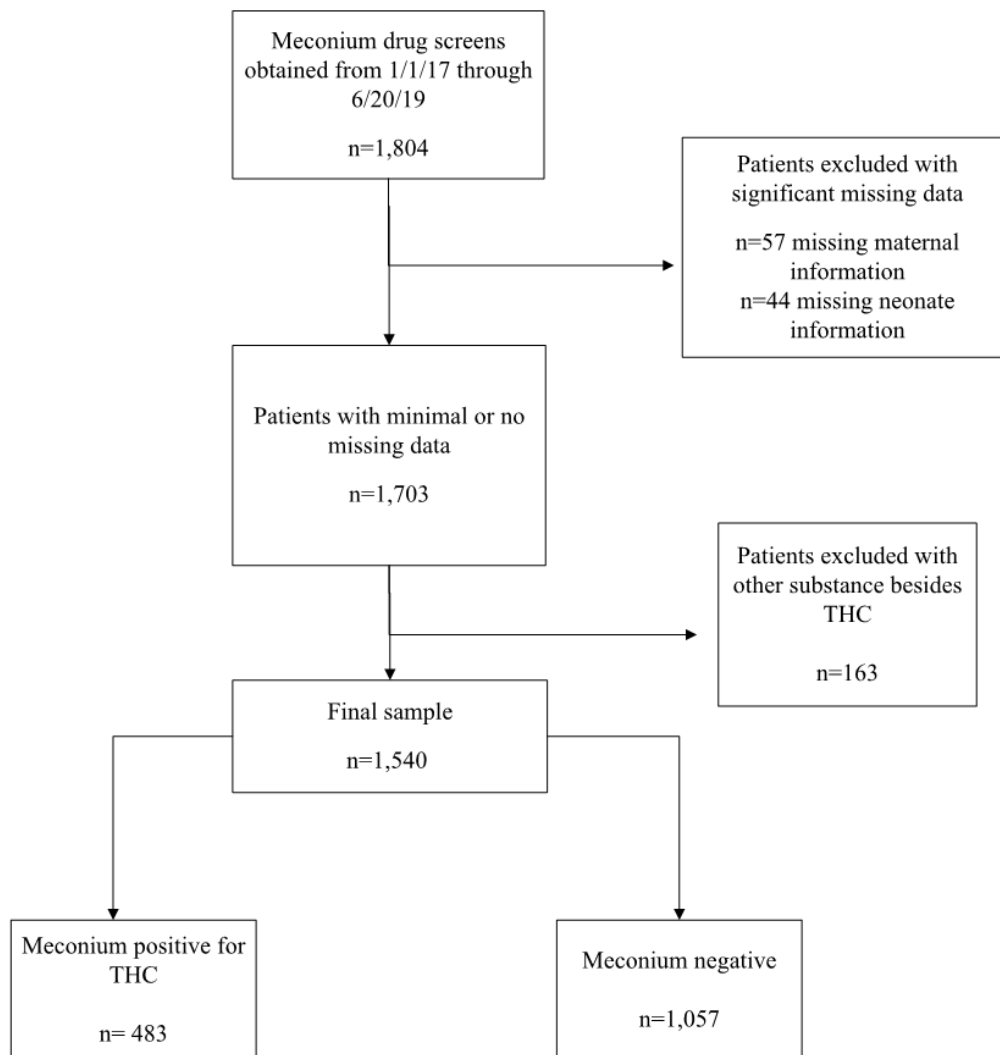 Meconium drug screens
obtained from 1/1/17 through
6/20/19
n=1,804
Patients excluded with
significant missing data
n=57 missing maternal
information
n=44 missing neonate
information
Patients with minimal or no
missing data
n=1,703
Patients excluded with
other substance besides
THC
n=163
Final sample
n=1,540
Meconium positive for
THC
n= 483
Meconium negative
n=1,057